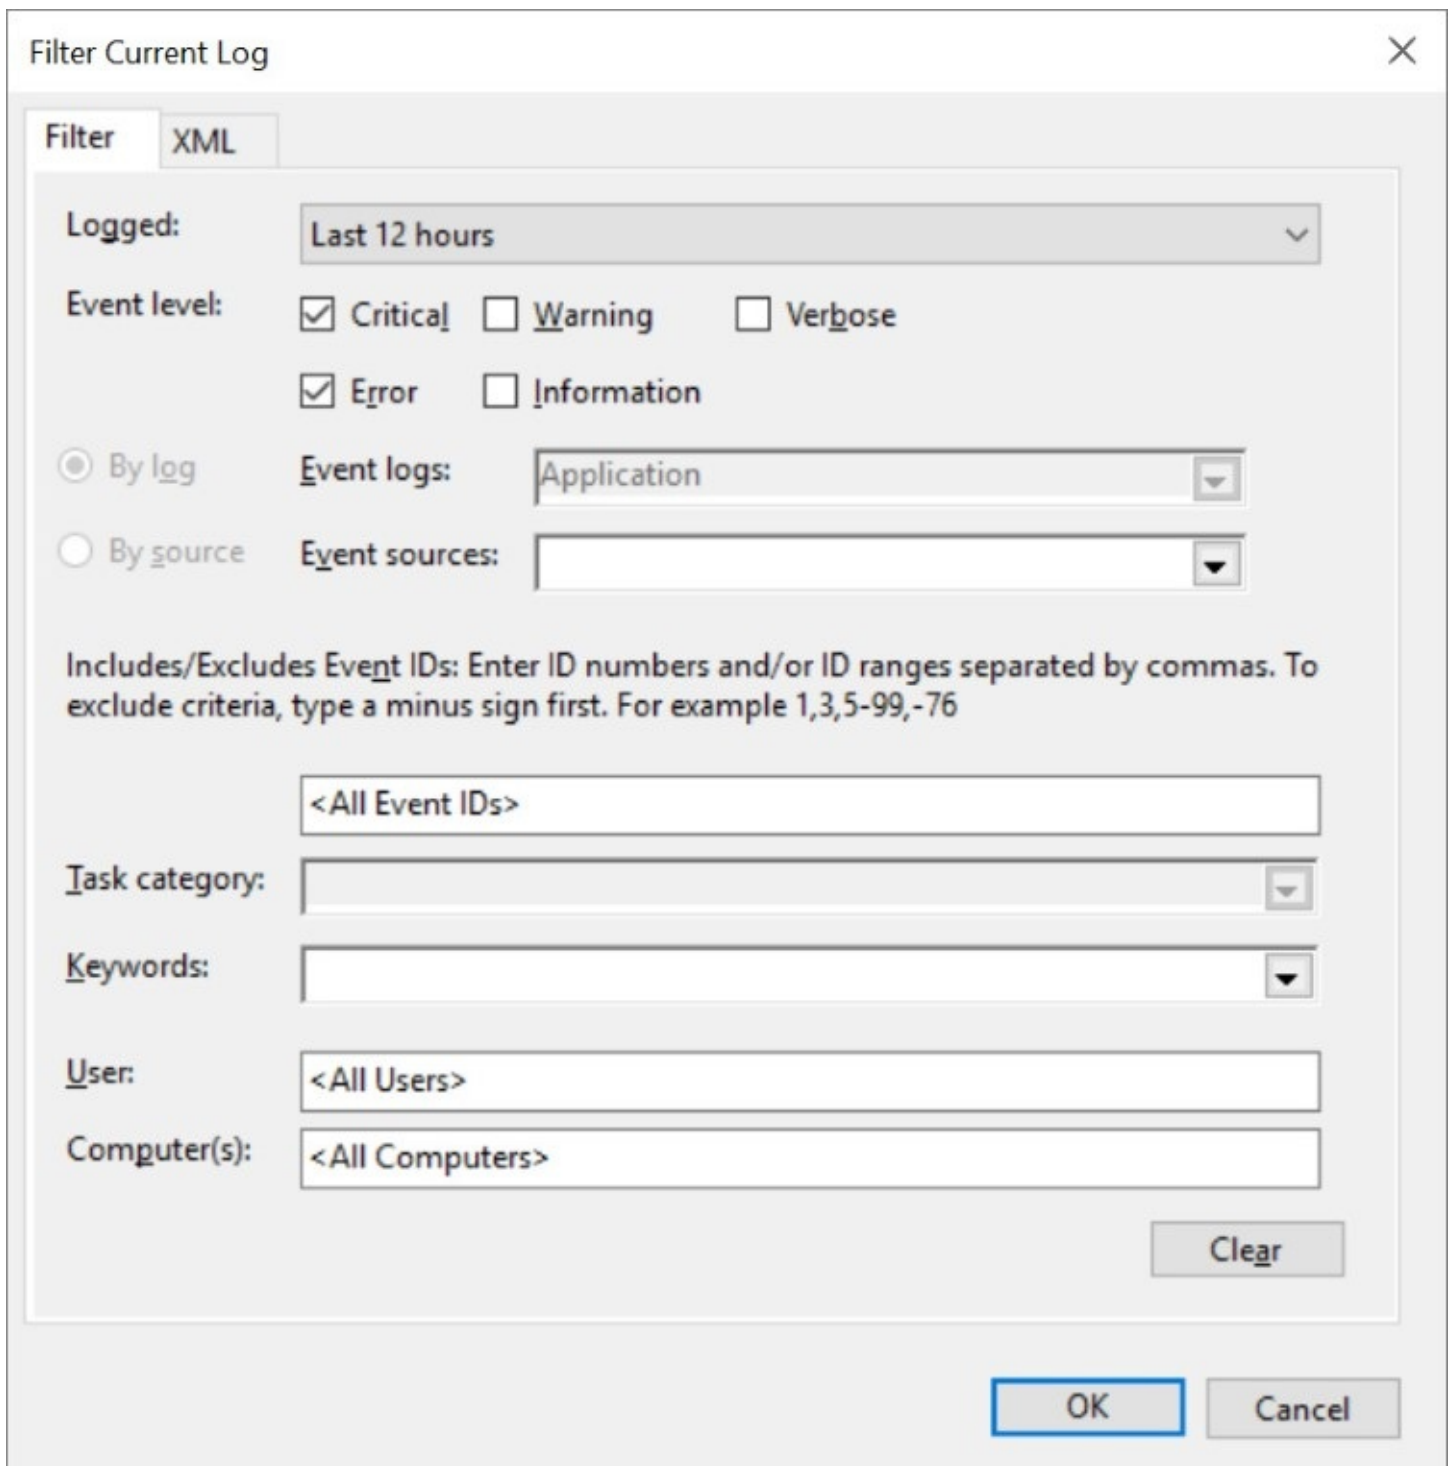 Filter Current Log
Filter XML
Logged: Last 12 hours
Event level: Critical Warning Verbose
Error Information
By log Event logs: Application
By source Event sources:
Includes/Excludes Event IDs: Enter ID numbers and/or ID ranges separated by commas. To
exclude criteria, type a minus sign first. For example 1,3,5-99,-76
<All Event IDs>
Task category:
Keywords:
User: <All Users>
Computer(s): <All Computers>
Clear
OK Cancel